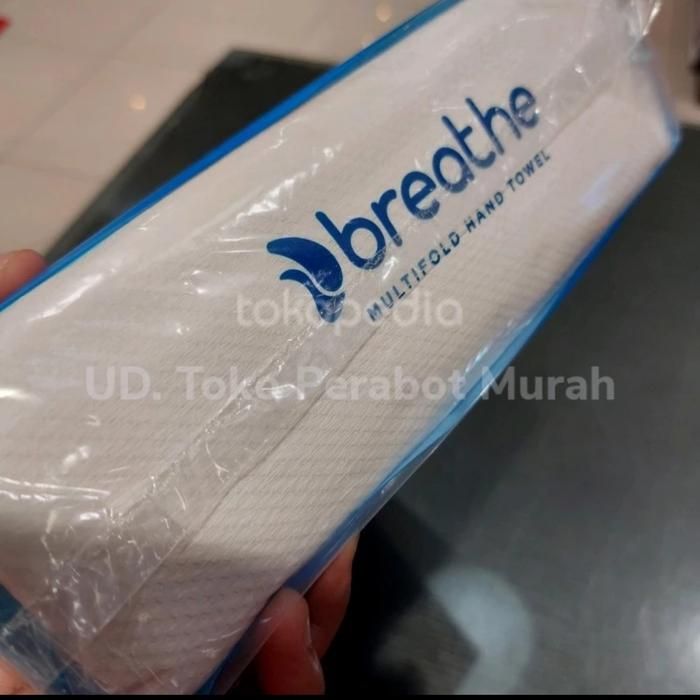 breathe
MULTIFOLD HAND TOWEL
tokopedia
UD. Toko Perabot Murah